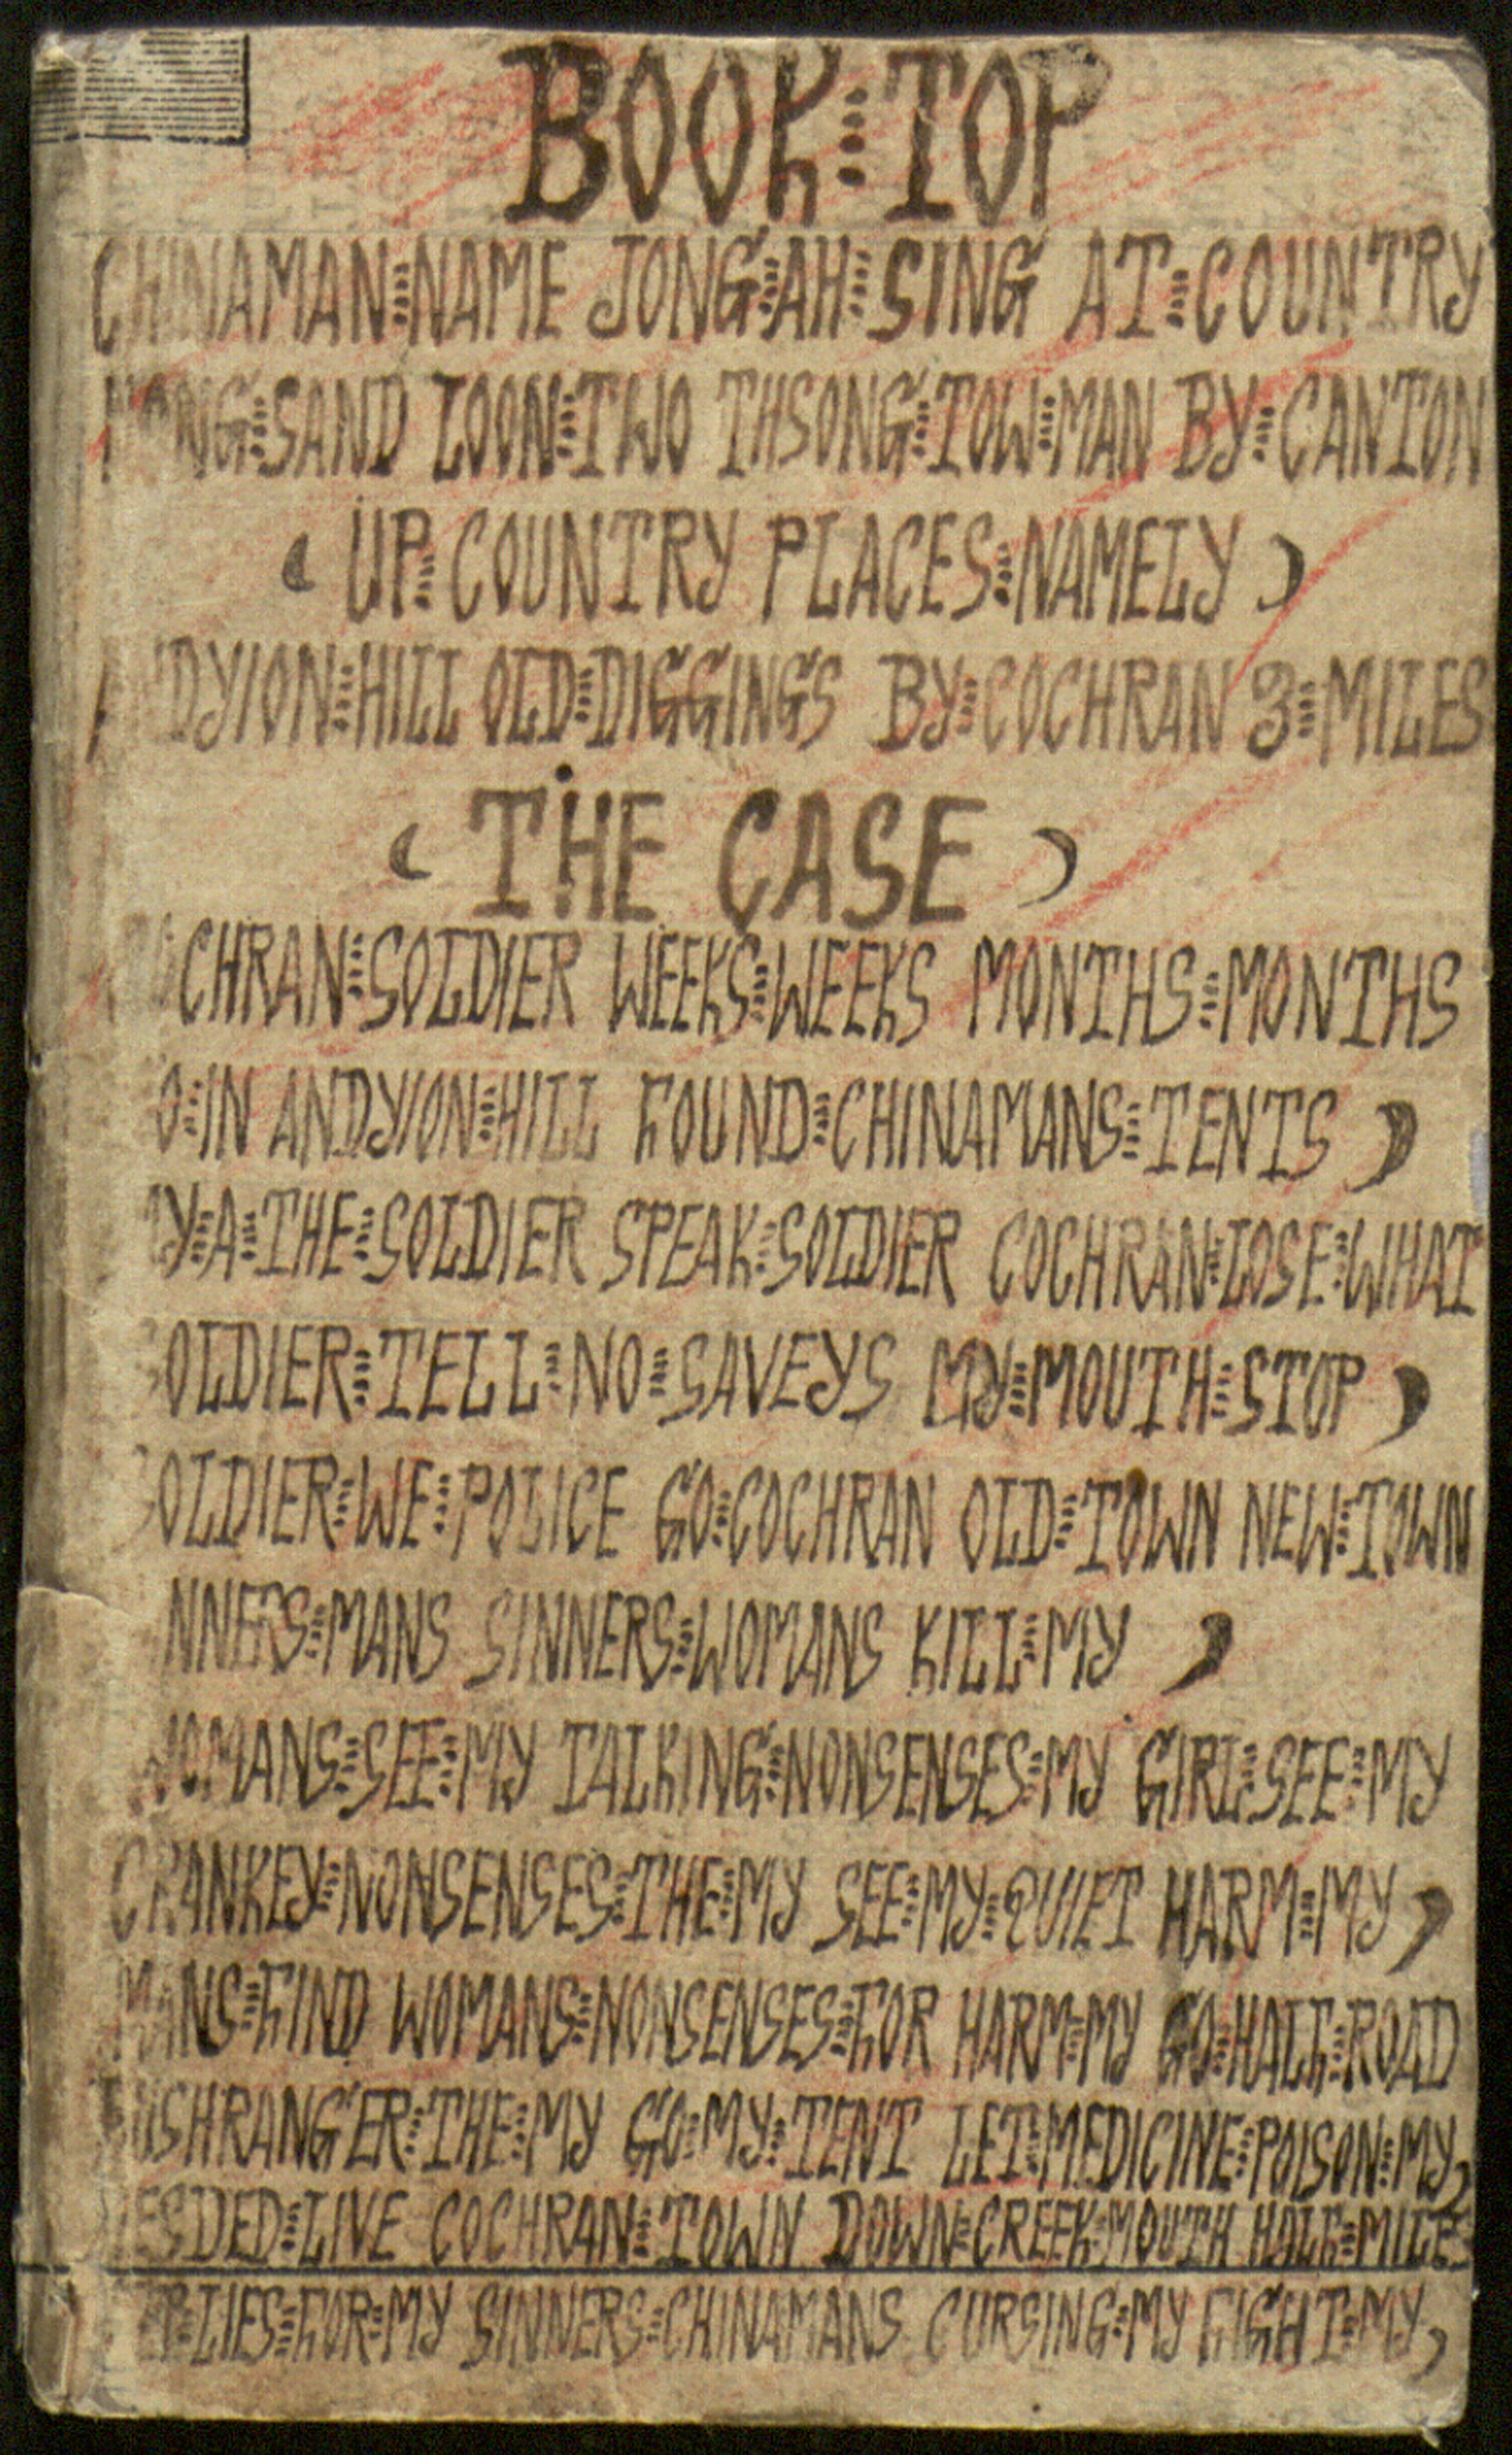 BOOK⁝TOP
CHINAMAN⁝NAME JONG⁝AH⁝SING AT⁝COUNTRY
SAND LOON⁝TWO THSONG⁝TOW⁝MAN BY⁝CANTON
( UP⁝COUNTRY PLACES⁝NAMELY )
HILL OLD⁝DIGGINGS BY⁝COCHRAN 3⁝MILES
( THE CASE )
SOLDIER WEEKS⁝WEEKS MONTHS⁝MONTHS
IN ANDYION⁝HILL FOUND⁝CHINAMANS⁝TENTS )
A⁝THE⁝SOLDIER SPEAK⁝SOLDIER COCHRAN⁝LOSE⁝WHAT
SOLDIER⁝TELL⁝NO⁝SAVEYS MY⁝MOUTH⁝STOP )
SOLDIER⁝WE⁝POLICE GO⁝COCHRAN OLD⁝TOWN NEW⁝TOWN
MANS SINNERS⁝WOMANS KILL⁝MY )
WOMANS⁝SEE⁝MY TALKING⁝NONSENSES⁝MY GIRL⁝SEE⁝MY
CRANKEY⁝NONSENSES⁝THE⁝MY SEE⁝MY⁝QUIET HARM⁝MY )
MANS⁝FIND WOMANS⁝NONSENSES⁝FOR HARM⁝MY GO⁝HALF⁝ROAD
BUSHRANGER⁝THE⁝MY GO⁝MY⁝TENT LET⁝MEDICINE⁝POISON⁝MY,
LIVE COCHRAN⁝TOWN DOWN⁝CREEK⁝MOUTH HALF⁝MILE
LIES⁝FOR⁝MY SINNERS⁝CHINAMANS CURSING⁝MY FIGHT⁝MY,